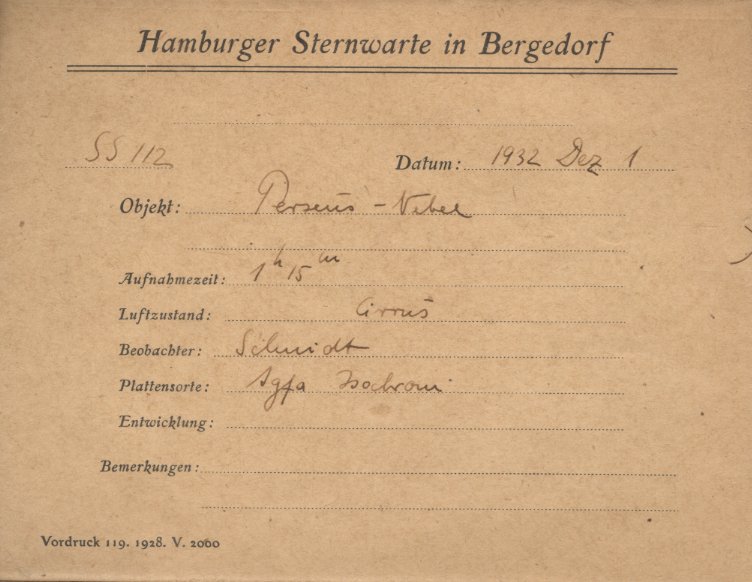 Hamburger Sternwarte in Bergedorf
SS 112 Datum: 1932 Dez 1
Objekt: Perseus-Nebel
Aufnahmezeit: 1h 15m
Luftzustand: Cirrus
Beobachter: Schmidt
Plattensorte: Agfa Isochrom
Entwicklung:
Bemerkungen:
Vordruck 119. 1928. V. 2000